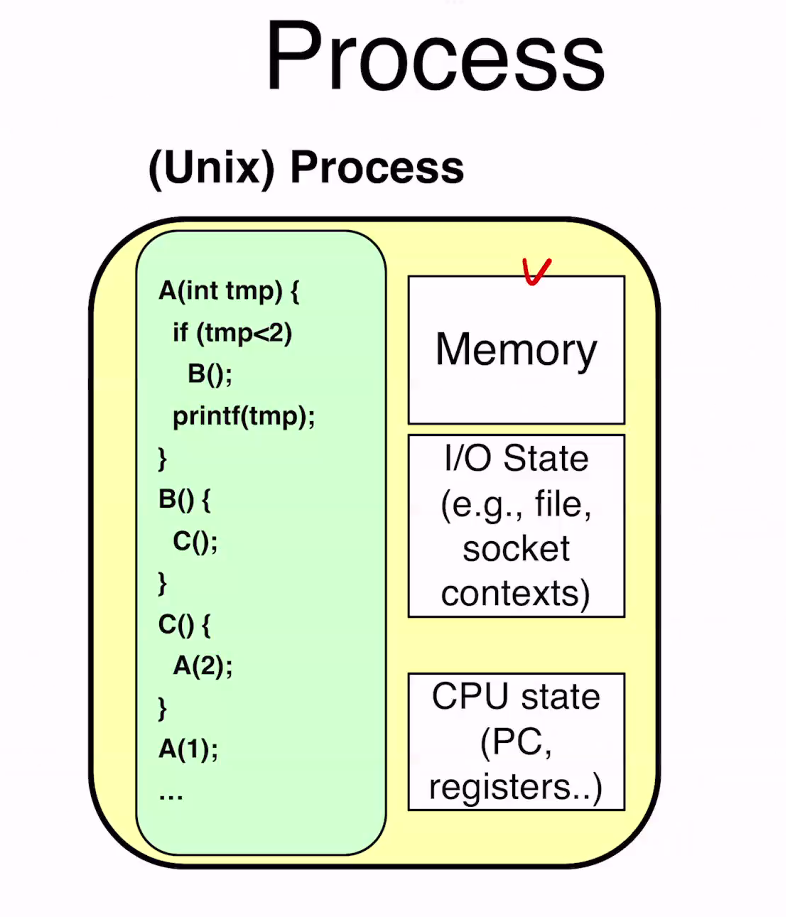 Process
(Unix) Process
A(int tmp) {
if (tmp<2)
B();
printf(tmp);
}
B() {
C();
}
C() {
A(2);
}
A(1);
...
Memory
I/O State
(e.g., file,
socket
contexts)
CPU state
(PC,
registers..)